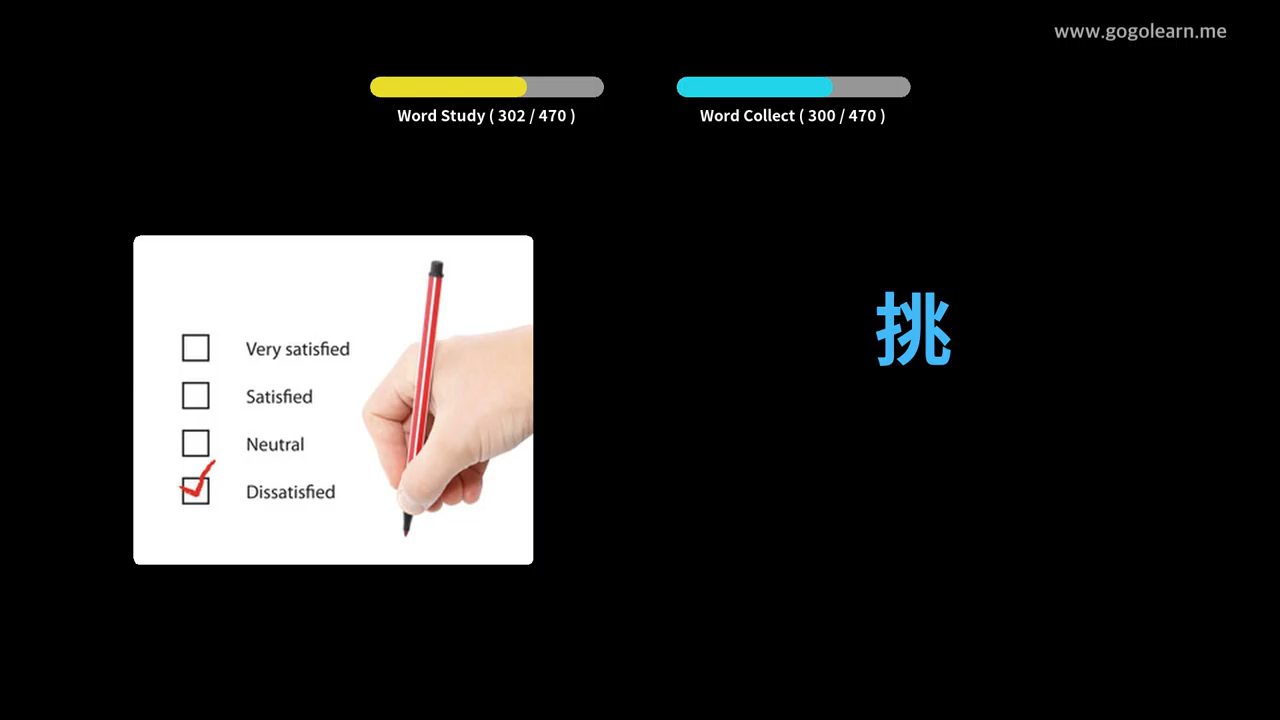 www.gogolearn.me
Word Study ( 302 / 470 )
Word Collect ( 300 / 470 )
Very satisfied
Satisfied
Neutral
Dissatisfied
挑